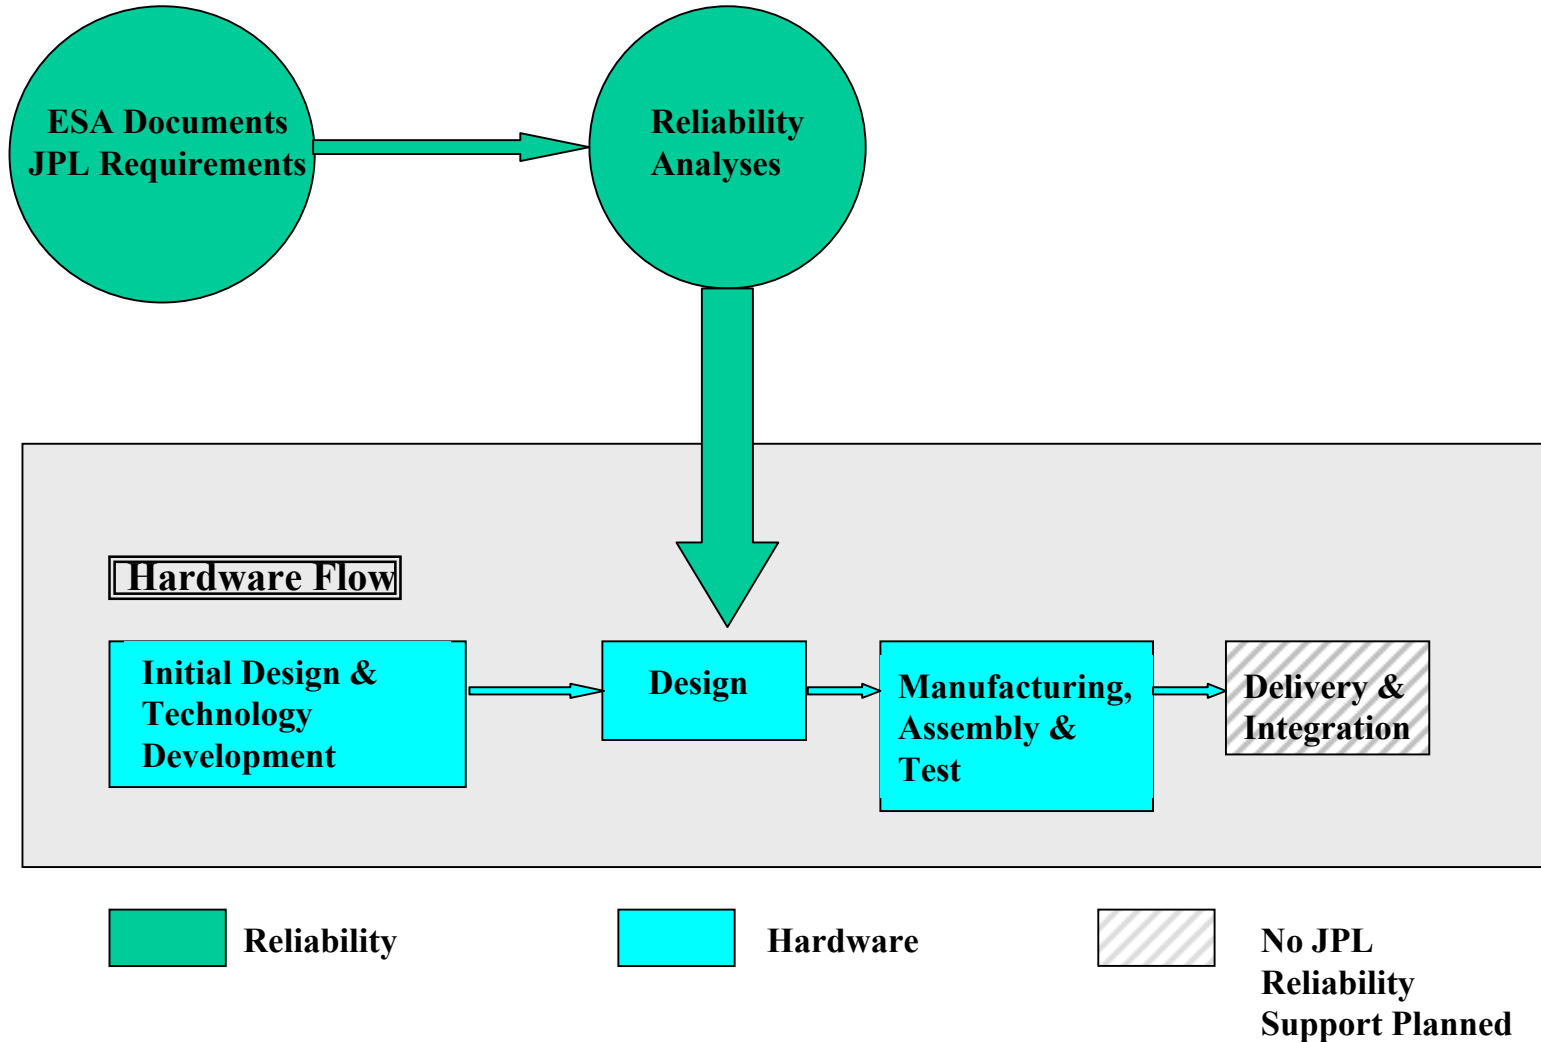 ESA Documents
JPL Requirements
Reliability
Analyses
Hardware Flow
Initial Design &
Technology
Development
Design
Manufacturing,
Assembly &
Test
Delivery &
Integration
Reliability
Hardware
No JPL
Reliability
Support Planned